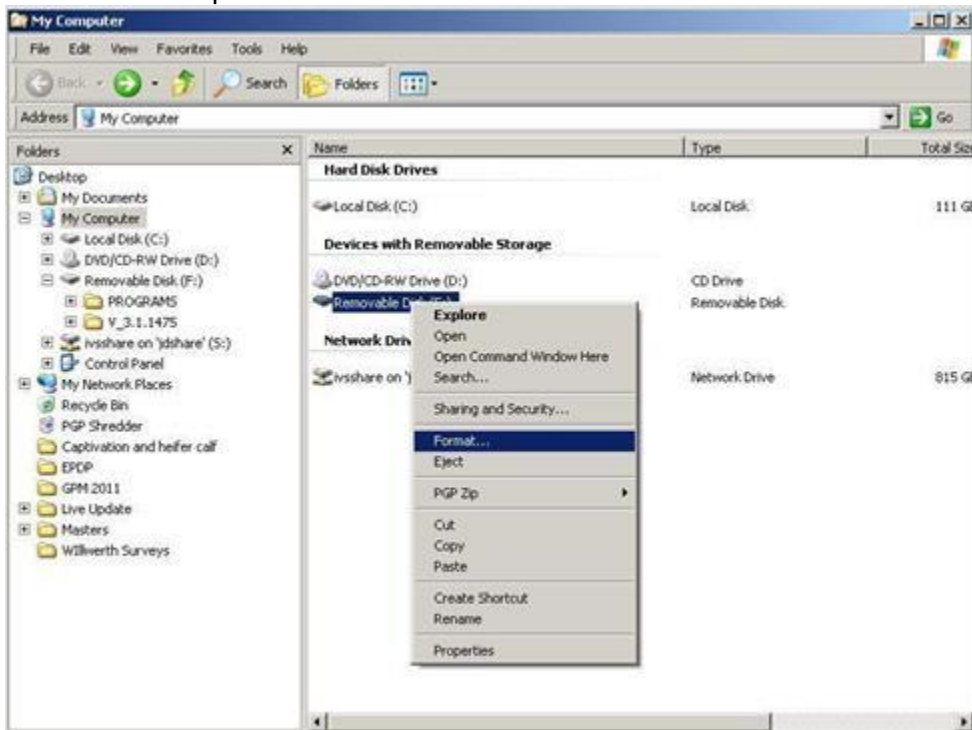 My Computer
File Edit View Favorites Tools Help
Back Search Folders
Address My Computer Go
Folders x
Desktop
My Documents
My Computer
Local Disk (C:)
DVD/CD-RW Drive (D:)
Removable Disk (F:)
PROGRAMS
V_3.1.1475
ivsshare on 'jdshare' (S:)
Control Panel
My Network Places
Recycle Bin
PGP Shredder
Captivation and heifer calf
EPDP
GPM 2011
Live Update
Masters
Willwerth Surveys
Name Type Total Size
Hard Disk Drives
Local Disk (C:) Local Disk 111 G
Devices with Removable Storage
DVD/CD-RW Drive (D:) CD Drive
Removable Removable Disk
Network Driv
ivsshare on 'j Network Drive 815 G
Explore
Open
Open Command Window Here
Search...
Sharing and Security...
Format...
Eject
PGP Zip
Cut
Copy
Paste
Create Shortcut
Rename
Properties